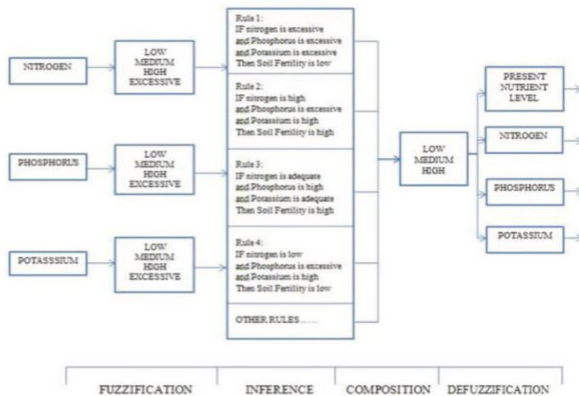 NITROGEN
LOW
MEDIUM
HIGH
EXCESSIVE
PHOSPHORUS
LOW
MEDIUM
HIGH
EXCESSIVE
POTASSSIUM
LOW
MEDIUM
HIGH
EXCESSIVE
Rule 1:
IF nitrogen is excessive
and Phosphorus is excessive
and Potassium is excessive
Then Soil Fertility is low
Rule 2:
IF nitrogen is high
and Phosphorus is excessive
and Potassium is high
Then Soil Fertility is high
Rule 3:
IF nitrogen is adequate
and Phosphorus is high
and Potassium is adequate
Then Soil Fertility is high
Rule 4:
IF nitrogen is low
and Phosphorus is excessive
and Potassium is high
Then Soil Fertility is low
OTHER RULES……
LOW
MEDIUM
HIGH
PRESENT
NUTRIENT
LEVEL
NITROGEN
PHOSPHORUS
POTASSIUM
FUZZIFICATION
INFERENCE
COMPOSITION
DEFUZZIFICATION